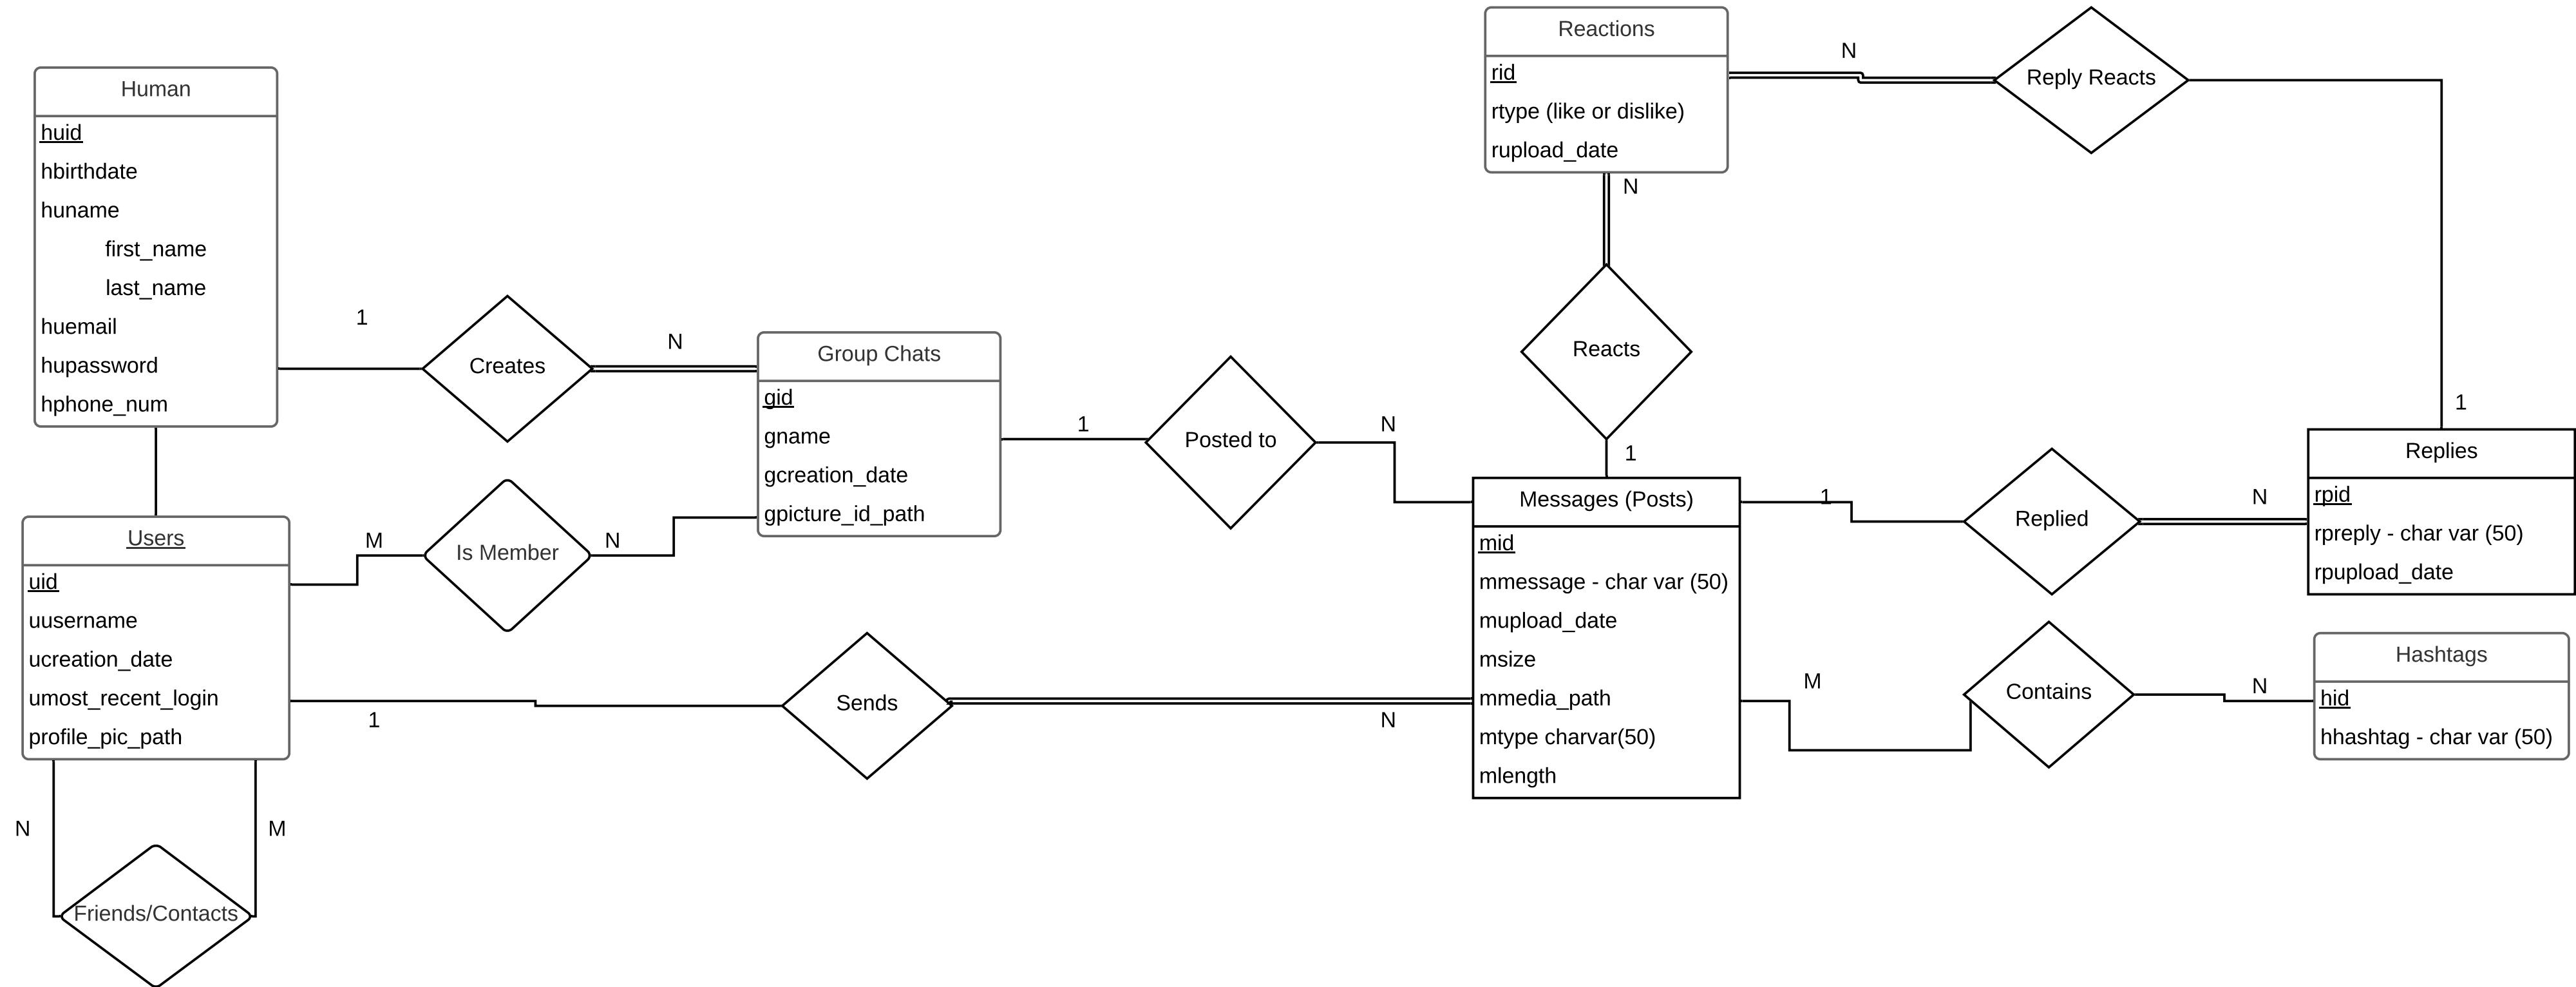 Human
huid
hbirthdate
huname
first_name
last_name
huemail
hupassword
hphone_num
1
Creates
N
Group Chats
gid
gname
gcreation_date
gpicture_id_path
Users
uid
uusername
ucreation_date
umost_recent_login
profile_pic_path
M
Is Member
N
1
Sends
N
N
M
Friends/Contacts
1
Posted to
N
Reactions
rid
rtype (like or dislike)
rupload_date
N
Reply Reacts
1
N
Reacts
1
Messages (Posts)
mid
mmessage - char var (50)
mupload_date
msize
mmedia_path
mtype charvar(50)
mlength
1
Replied
N
Replies
rpid
rpreply - char var (50)
rpupload_date
M
Contains
N
Hashtags
hid
hhashtag - char var (50)